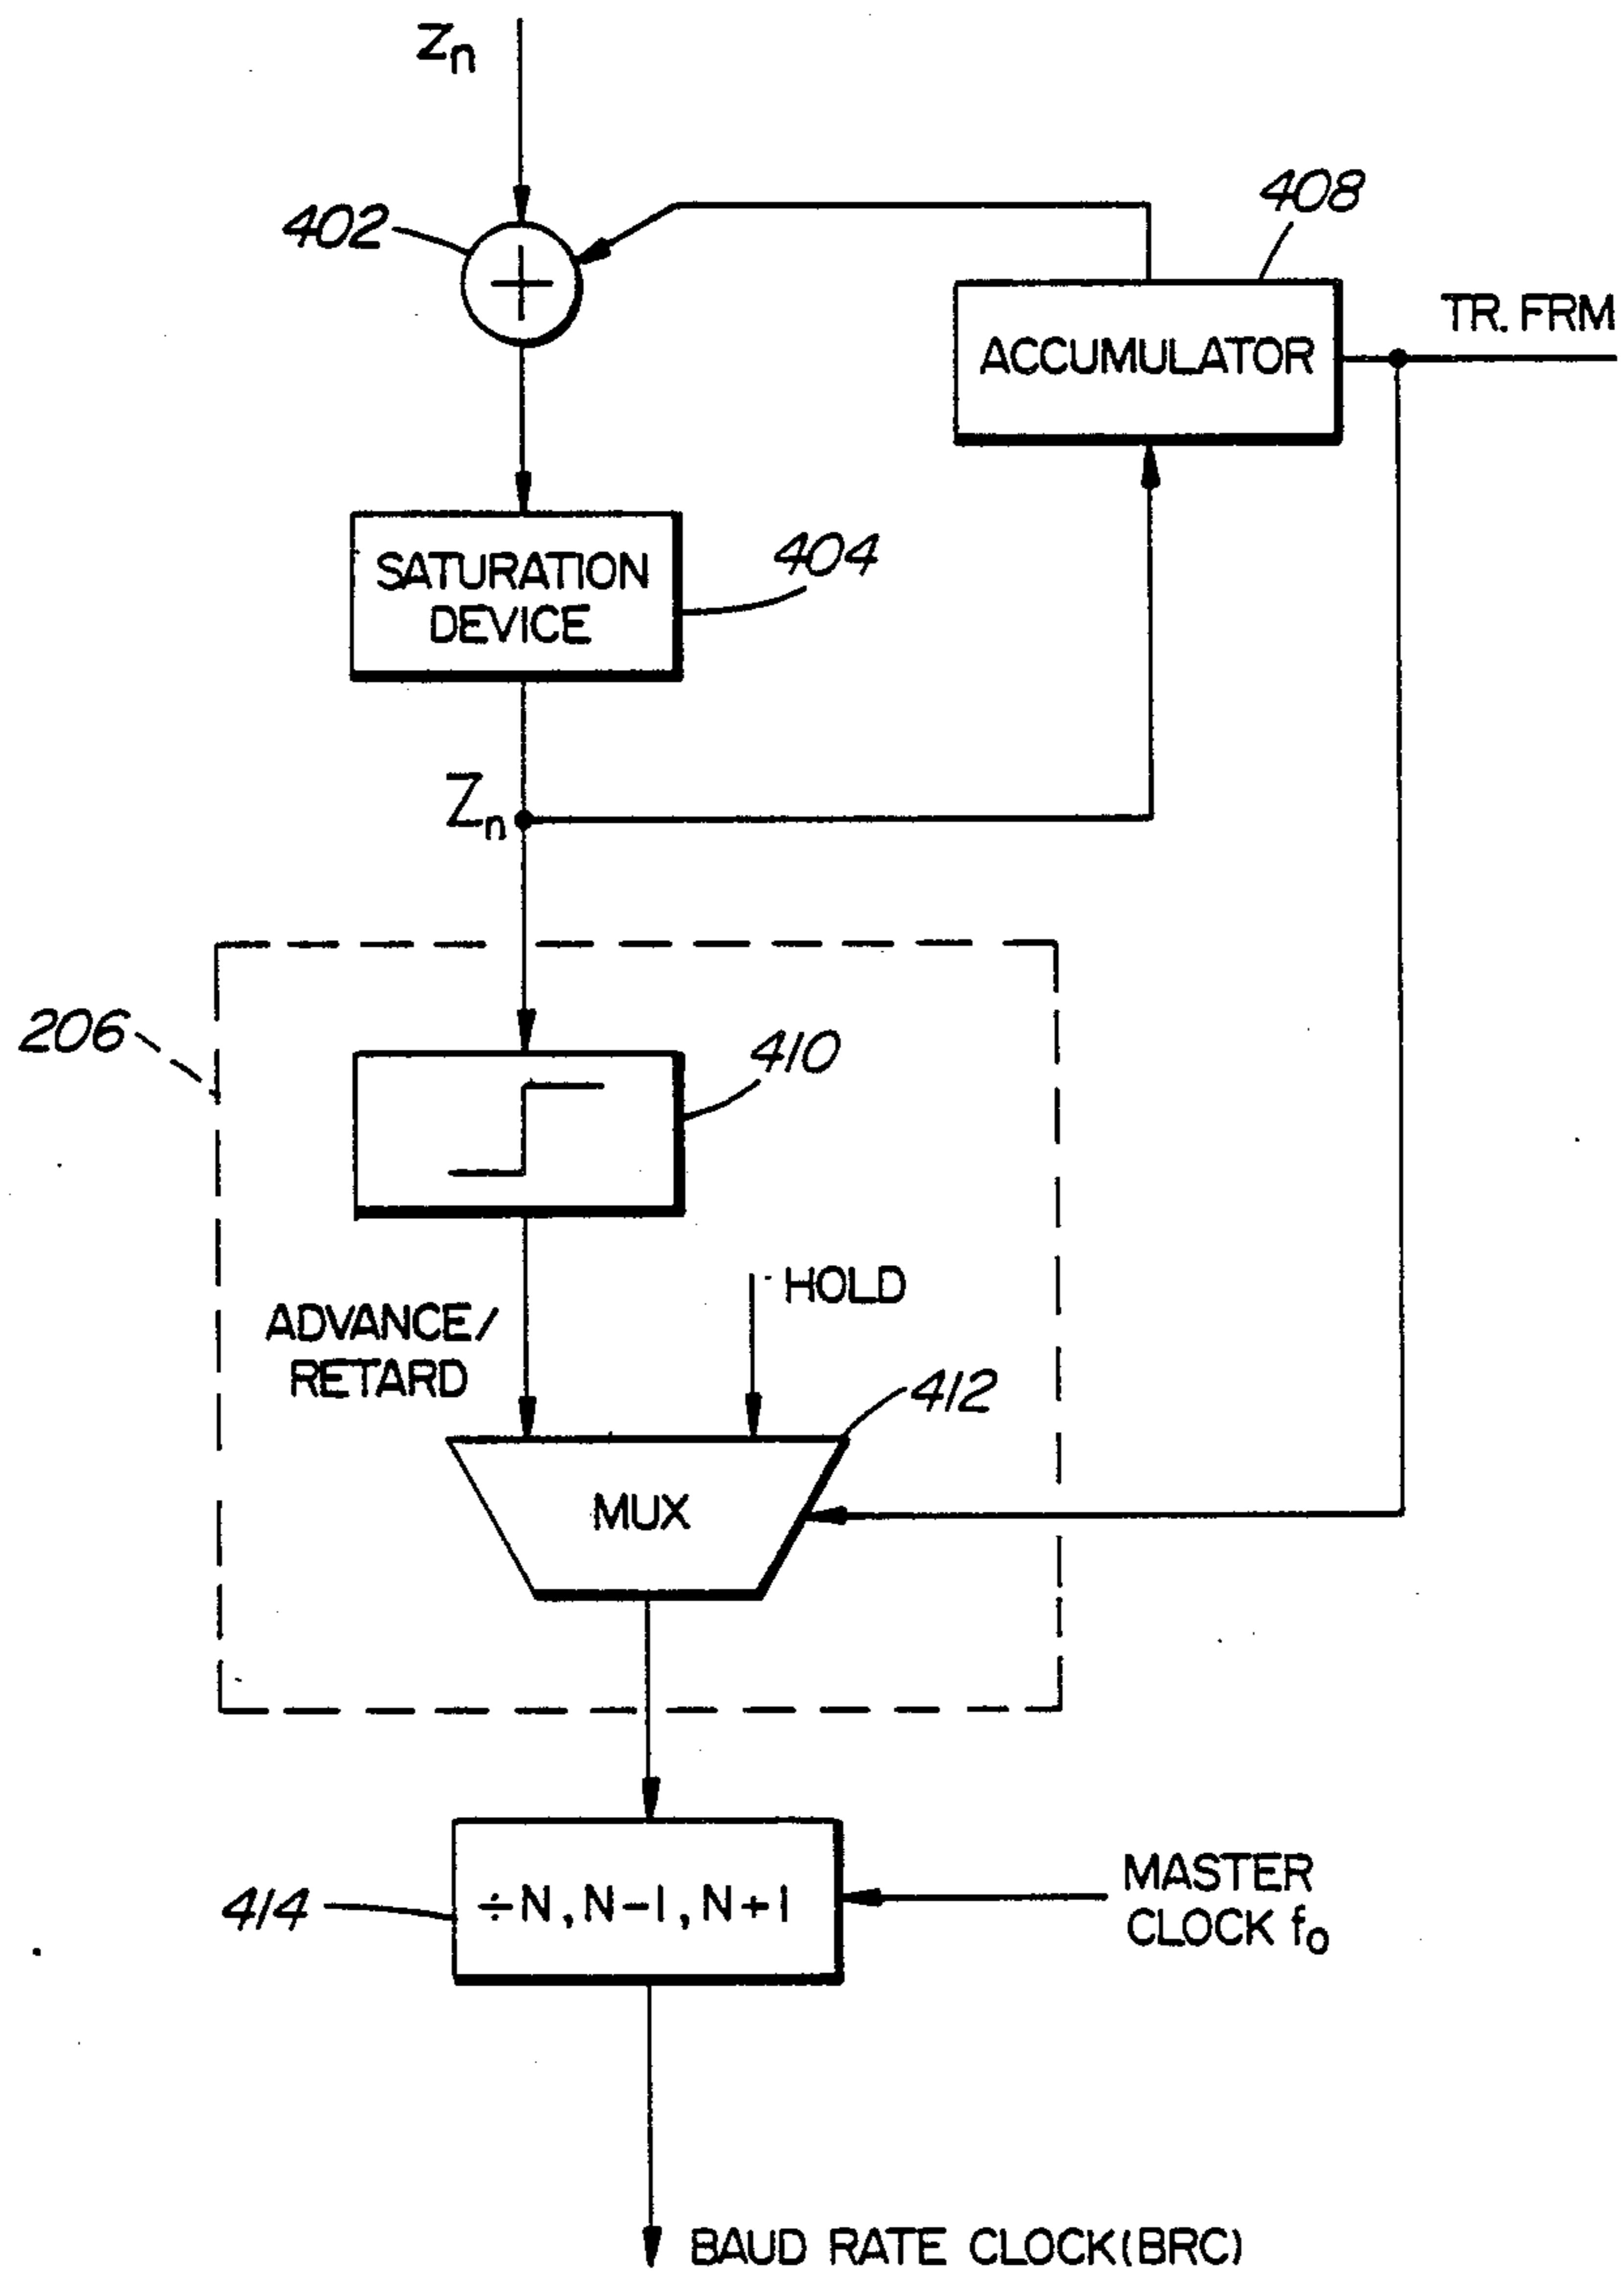 zn
402
408
ACCUMULATOR
TR. FRM
SATURATION
DEVICE
404
Zn
206
410
ADVANCE/
RETARD
HOLD
412
MUX
414
÷N, N-1, N+1
MASTER
CLOCK f0
BAUD RATE CLOCK(BRC)